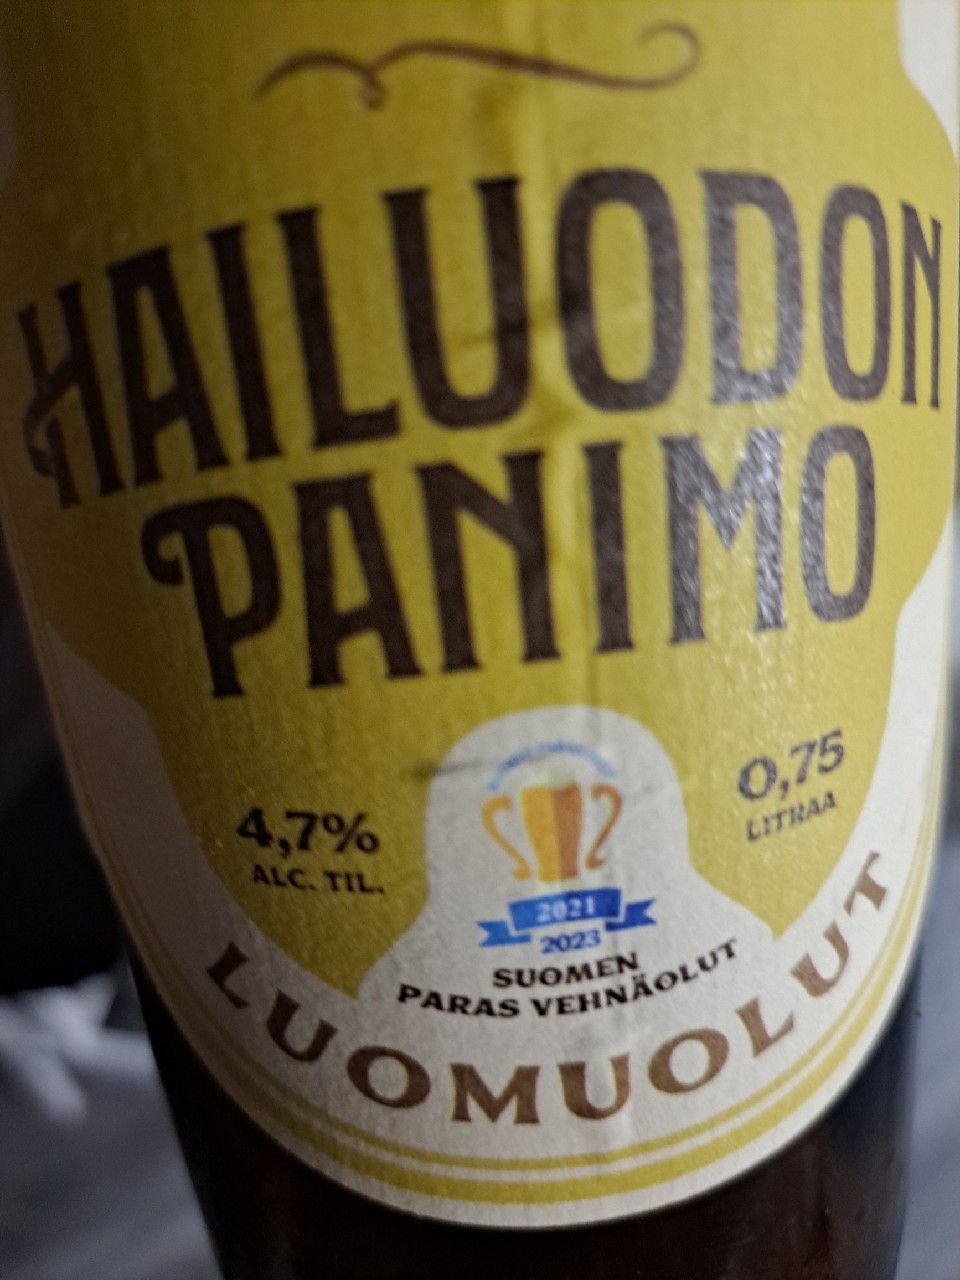 HAILUODON
PANIMO
4,7%
ALC. TIL.
0,75
LITRAA
2021
2023
SUOMEN
PARAS VEHNÄOLUT
LUOMUOLUT